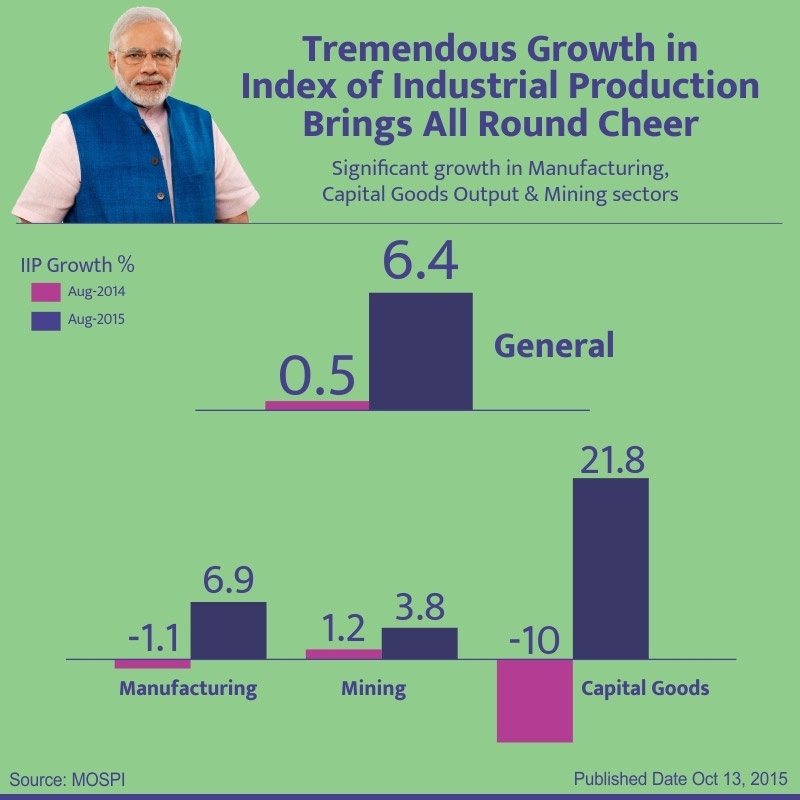 Tremendous Growth in
Index of Industrial Production
Brings All Round Cheer
Significant growth in Manufacturing,
Capital Goods Output & Mining sectors
IIP Growth %
Aug-2014
Aug-2015
6.4
0.5
General
21.8
6.9
3.8
-1.1
1.2
-10
Manufacturing
Mining
Capital Goods
Source: MOSPI
Published Date Oct 13, 2015